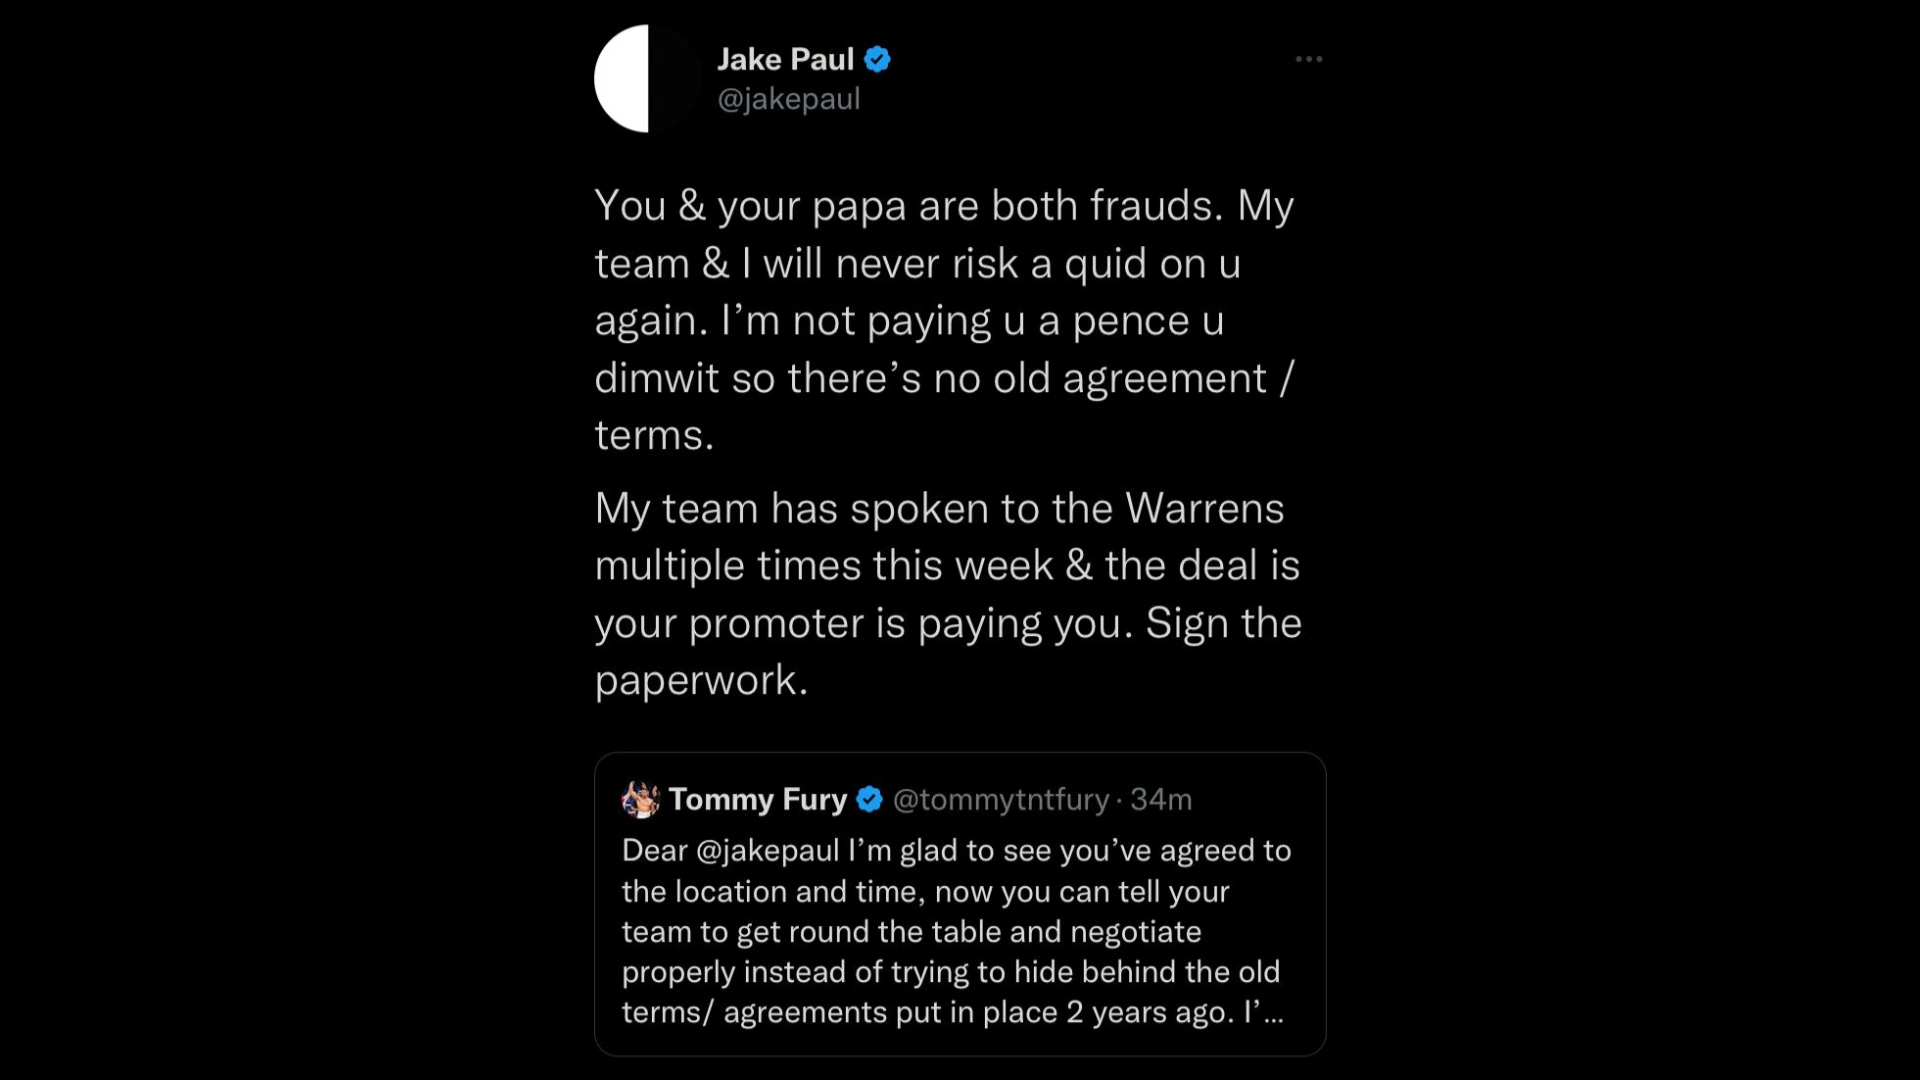 Jake Paul
@jakepaul
You & your papa are both frauds. My
team & I will never risk a quid on u
again. I’m not paying u a pence u
dimwit so there’s no old agreement /
terms.
My team has spoken to the Warrens
multiple times this week & the deal is
your promoter is paying you. Sign the
paperwork.
Tommy Fury @tommytntfury · 34m
Dear @jakepaul I’m glad to see you’ve agreed to
the location and time, now you can tell your
team to get round the table and negotiate
properly instead of trying to hide behind the old
terms/ agreements put in place 2 years ago. I’...